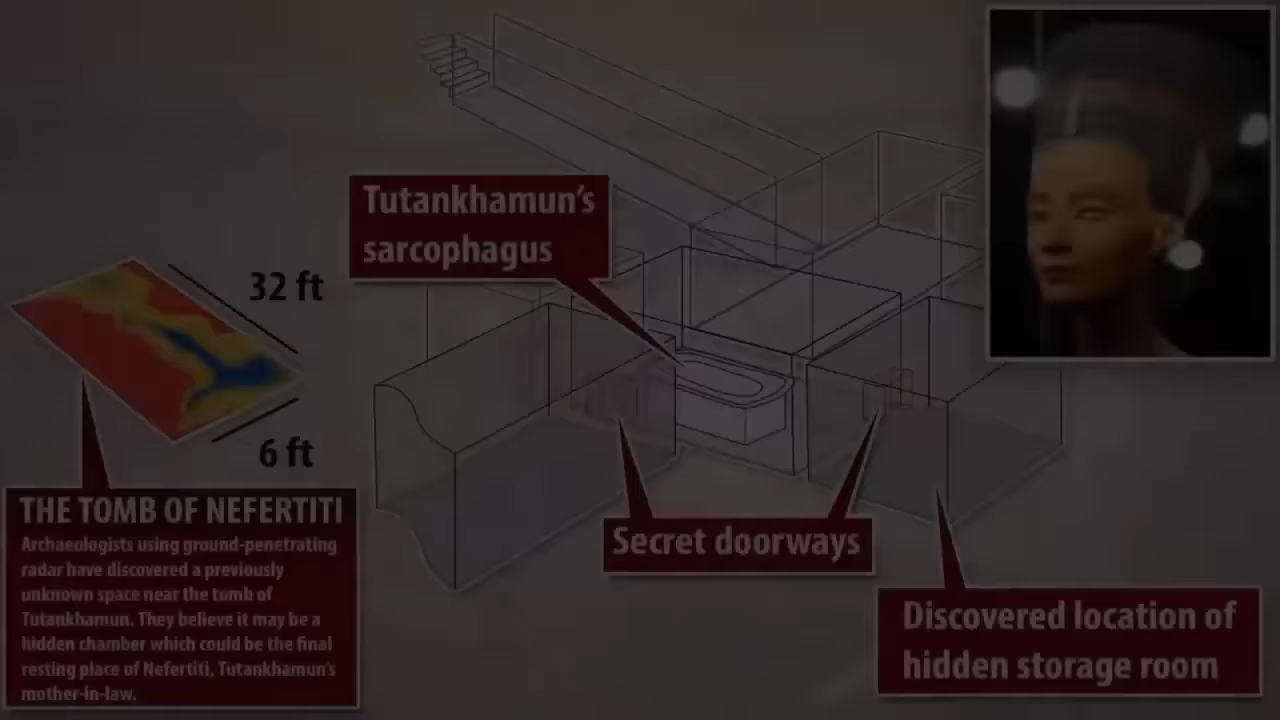 Tutankhamun's
sarcophagus
32 ft
6 ft
THE TOMB OF NEFERTITI
Archaeologists using ground-penetrating
radar have discovered a previously
unknown space near the tomb of
Tutankhamun. They believe it may be a
hidden chamber which could be the final
resting place of Nefertiti, Tutankhamun's
mother-in-law.
Secret doorways
Discovered location of
hidden storage room